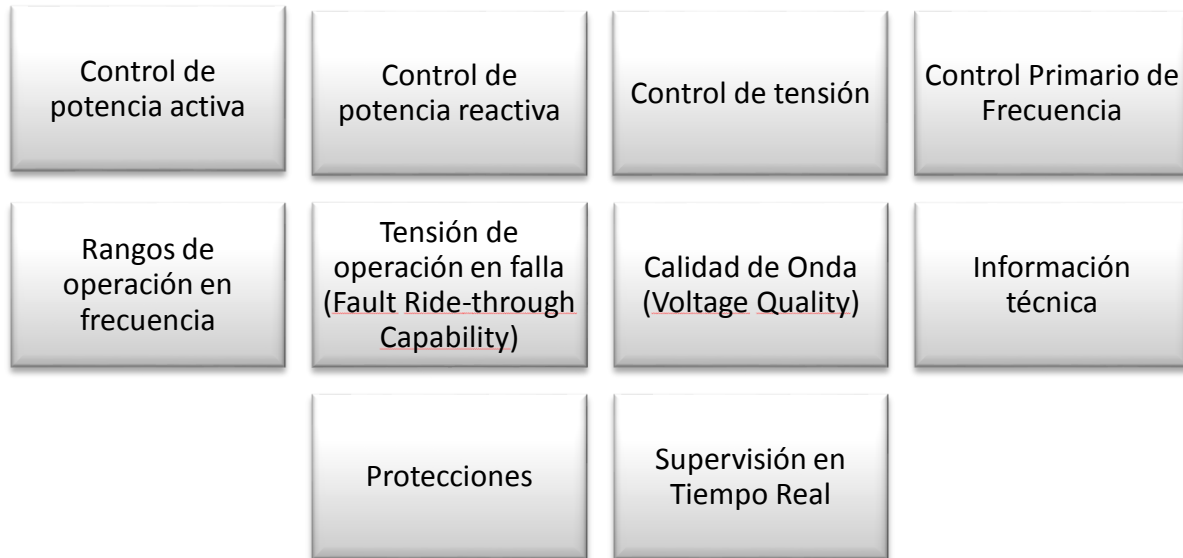 Control de
potencia activa
Control de
potencia reactiva
Control de tensión
Control Primario de
Frecuencia
Rangos de
operación en
frecuencia
Tensión de
operación en falla
(Fault Ride-through
Capability)
Calidad de Onda
(Voltage Quality)
Información
técnica
Protecciones
Supervisión en
Tiempo Real